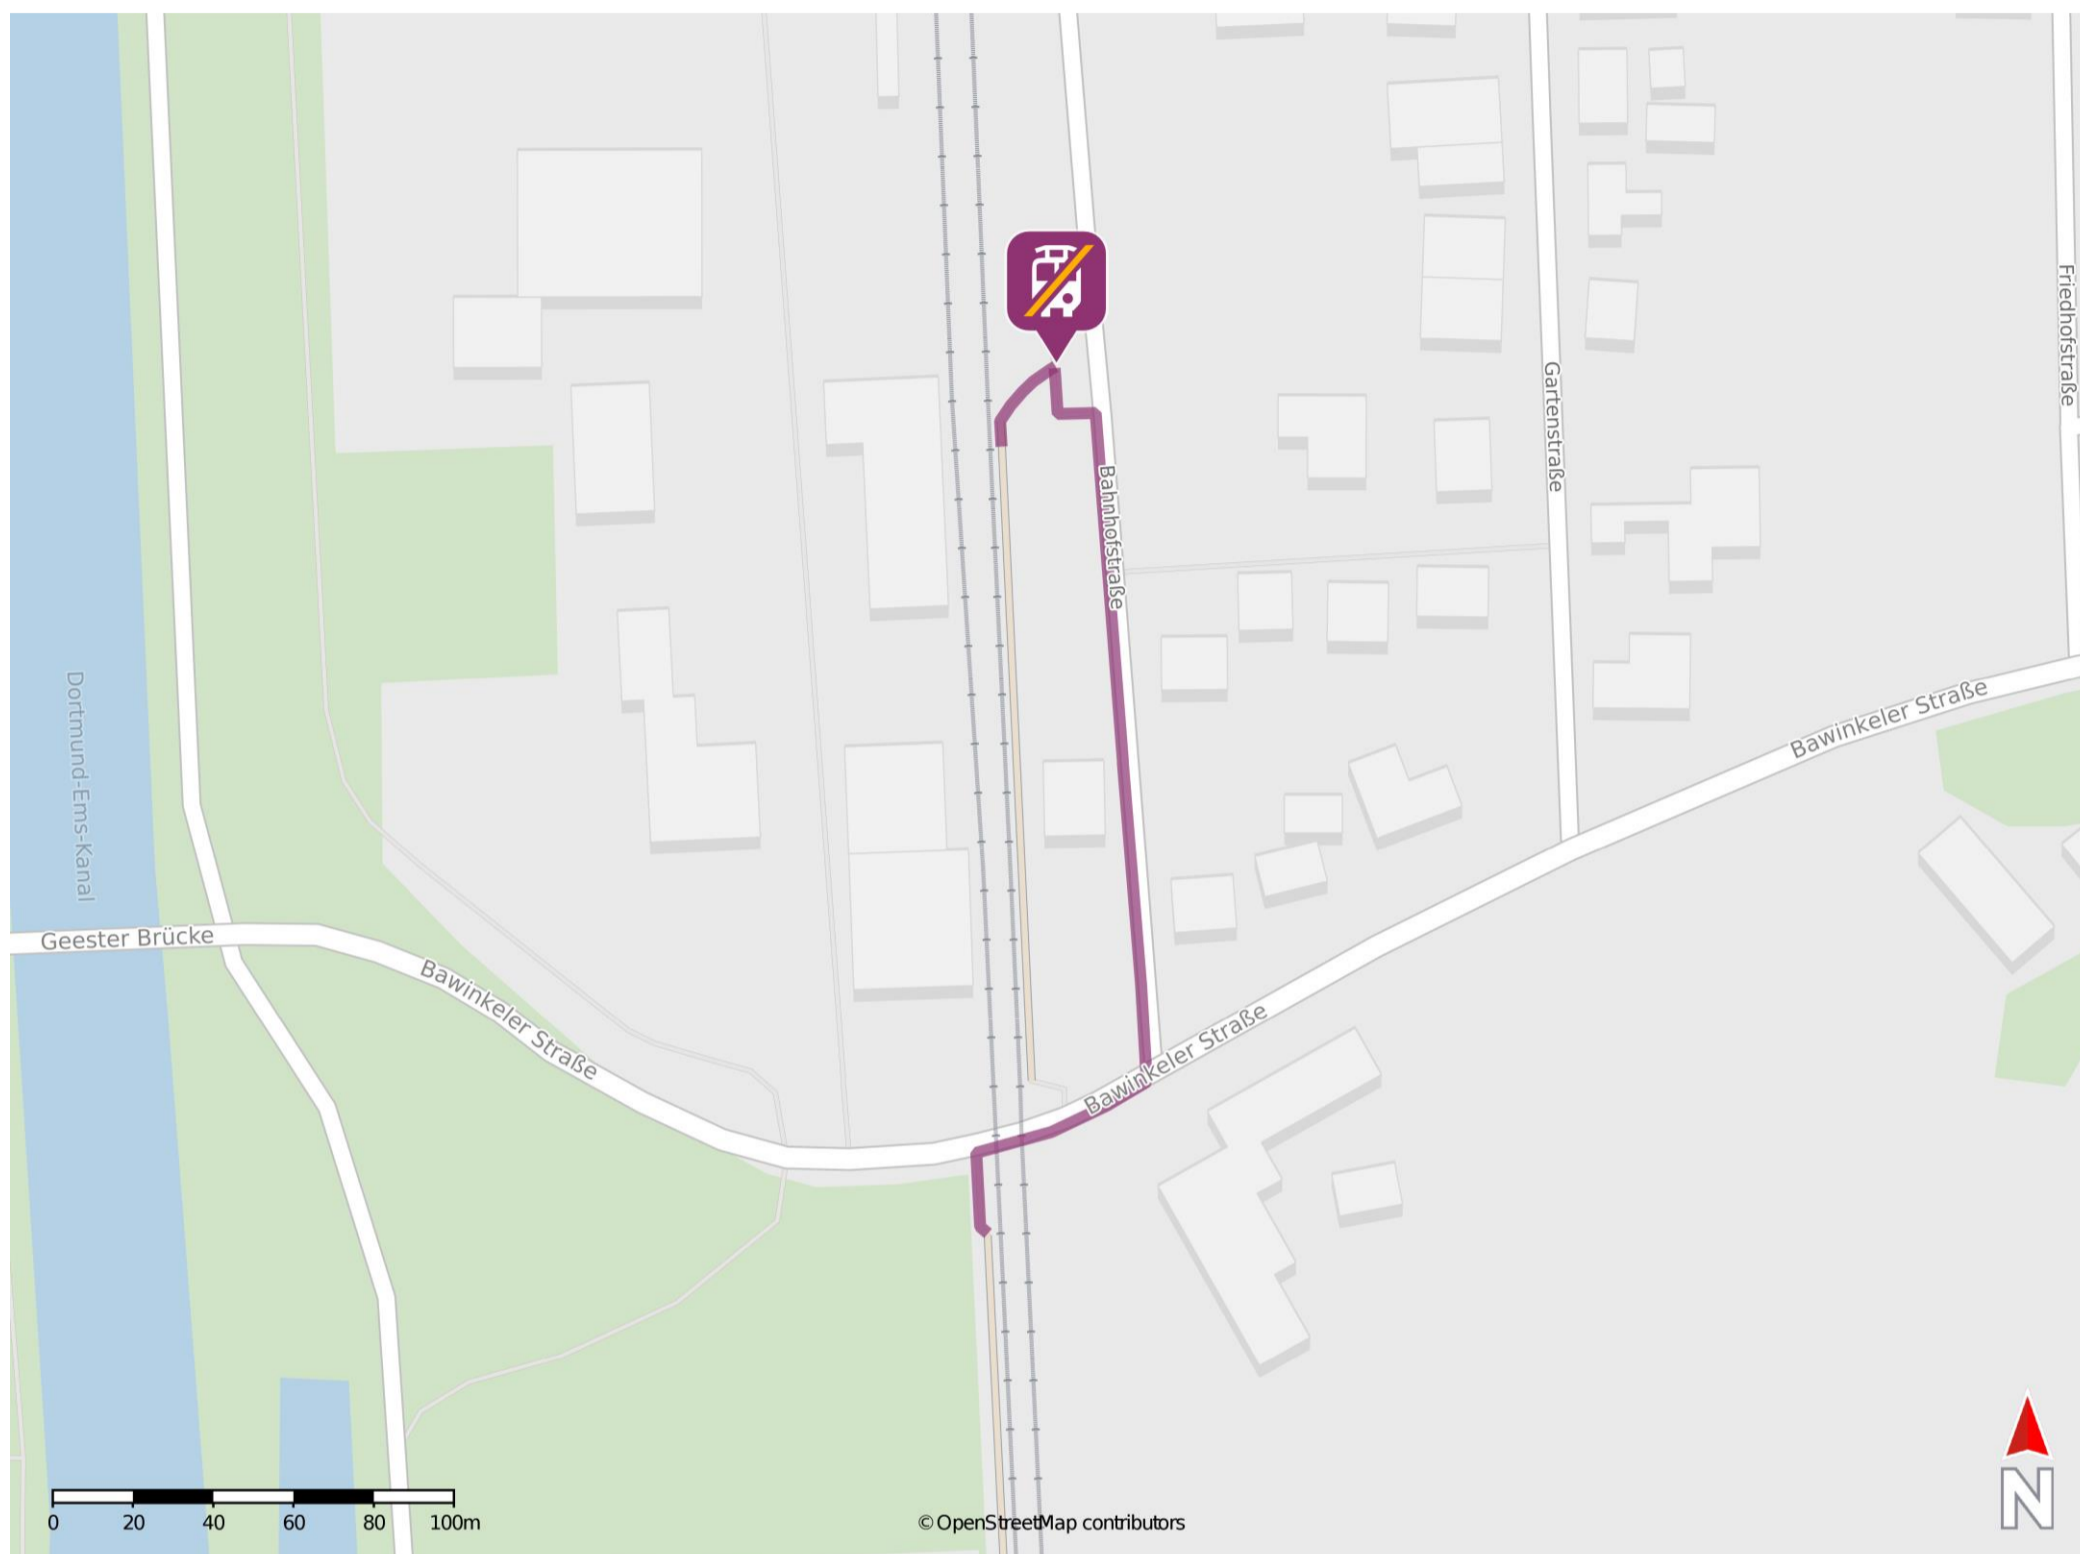 Friedhofstraße
Gartenstraße
Bahnhofstraße
Dortmund-Ems-Kanal
Bawinkeler Straße
Geester Brücke
Bawinkeler Straße
Bawinkeler Straße
N
0 20 40 60 80 100m
© OpenStreetMap contributors